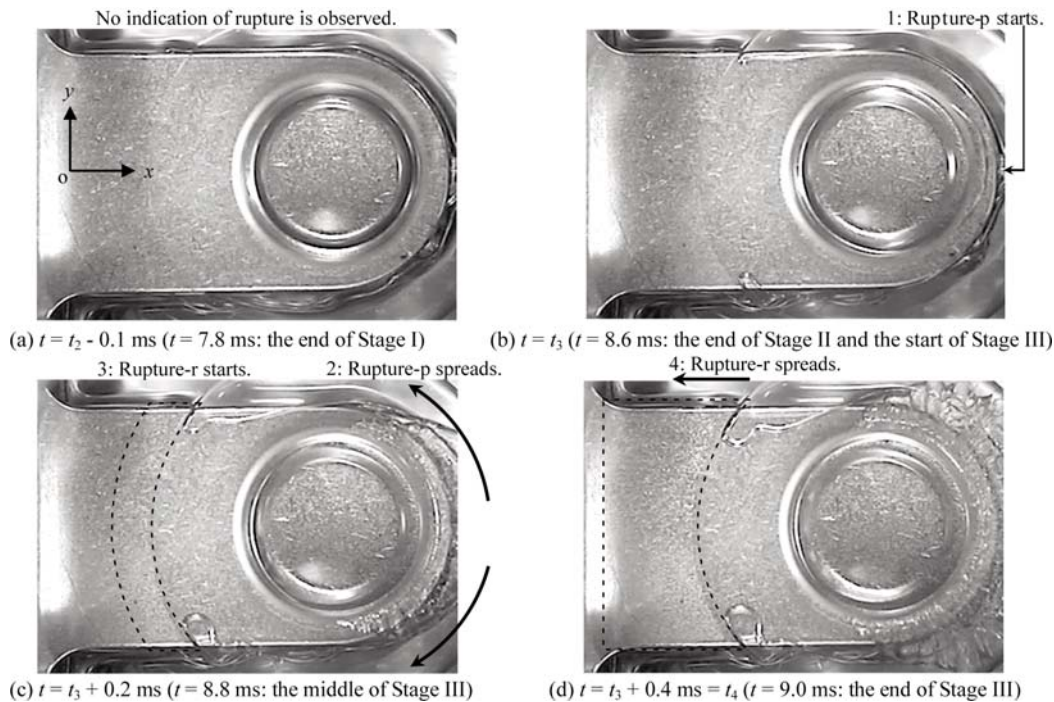 No indication of rupture is observed.
1: Rupture-p starts.
y
o
x
(a) t = t2 - 0.1 ms (t = 7.8 ms: the end of Stage I)
(b) t = t3 (t = 8.6 ms: the end of Stage II and the start of Stage III)
3: Rupture-r starts.
2: Rupture-p spreads.
4: Rupture-r spreads.
(c) t = t3 + 0.2 ms (t = 8.8 ms: the middle of Stage III)
(d) t = t3 + 0.4 ms = t4 (t = 9.0 ms: the end of Stage III)